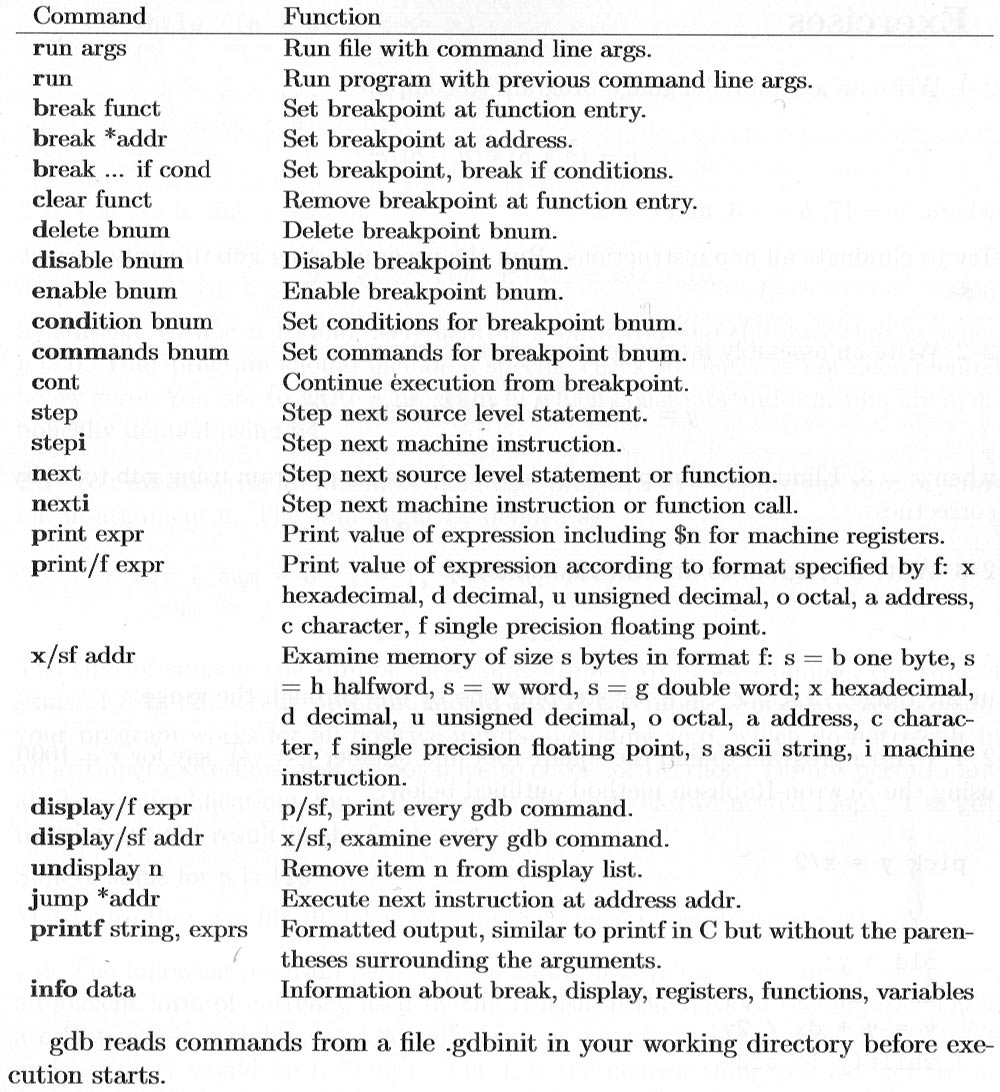 Command Function
run args Run file with command line args.
run Run program with previous command line args.
break funct Set breakpoint at function entry.
break *addr Set breakpoint at address.
break ... if cond Set breakpoint, break if conditions.
clear funct Remove breakpoint at function entry.
delete bnum Delete breakpoint bnum.
disable bnum Disable breakpoint bnum.
enable bnum Enable breakpoint bnum.
condition bnum Set conditions for breakpoint bnum.
commands bnum Set commands for breakpoint bnum.
cont Continue execution from breakpoint.
step Step next source level statement.
stepi Step next machine instruction.
next Step next source level statement or function.
nexti Step next machine instruction or function call.
print expr Print value of expression including $n for machine registers.
print/f expr Print value of expression according to format specified by f: x
hexadecimal, d decimal, u unsigned decimal, o octal, a address,
c character, f single precision floating point.
x/sf addr Examine memory of size s bytes in format f: s = b one byte, s
= h halfword, s = w word, s = g double word; x hexadecimal,
d decimal, u unsigned decimal, o octal, a address, c charac-
ter, f single precision floating point, s ascii string, i machine
instruction.
display/f expr p/sf, print every gdb command.
display/sf addr x/sf, examine every gdb command.
undisplay n Remove item n from display list.
jump *addr Execute next instruction at address addr.
printf string, exprs Formatted output, similar to printf in C but without the paren-
theses surrounding the arguments.
info data Information about break, display, registers, functions, variables
gdb reads commands from a file .gdbinit in your working directory before exe-
cution starts.